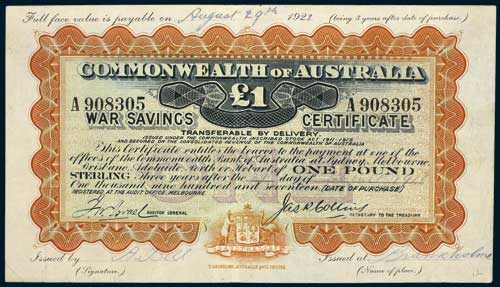 Full face value is payable on August 29th 1921 (being 3 years after date of purchase.)
COMMONWEALTH OF AUSTRALIA
A 908305 £1 A 908305
WAR SAVINGS CERTIFICATE
TRANSFERABLE BY DELIVERY.
ISSUED UNDER THE COMMONWEALTH INSCRIBED STOCK ACT 1911-1915
AND SECURED ON THE CONSOLIDATED REVENUE OF THE COMMONWEALTH OF AUSTRALIA
This Certificate entitles the bearer to the payment at one of the
offices of the Commonwealth Bank of Australia at Sydney, Melbourne
Brisbane Adelaide, Perth or Hobart of ONE POUND
STERLING Three years after the day of
One thousand nine hundred and seventeen (DATE OF PURCHASE)
REGISTERED AT THE AUDIT OFFICE, MELBOURNE
AUDITOR GENERAL
Jas R Collins
SECRETARY TO THE TREASURY
AUSTRALIA
Issued by Bell Issued at
(Signature.) (Name of place.)